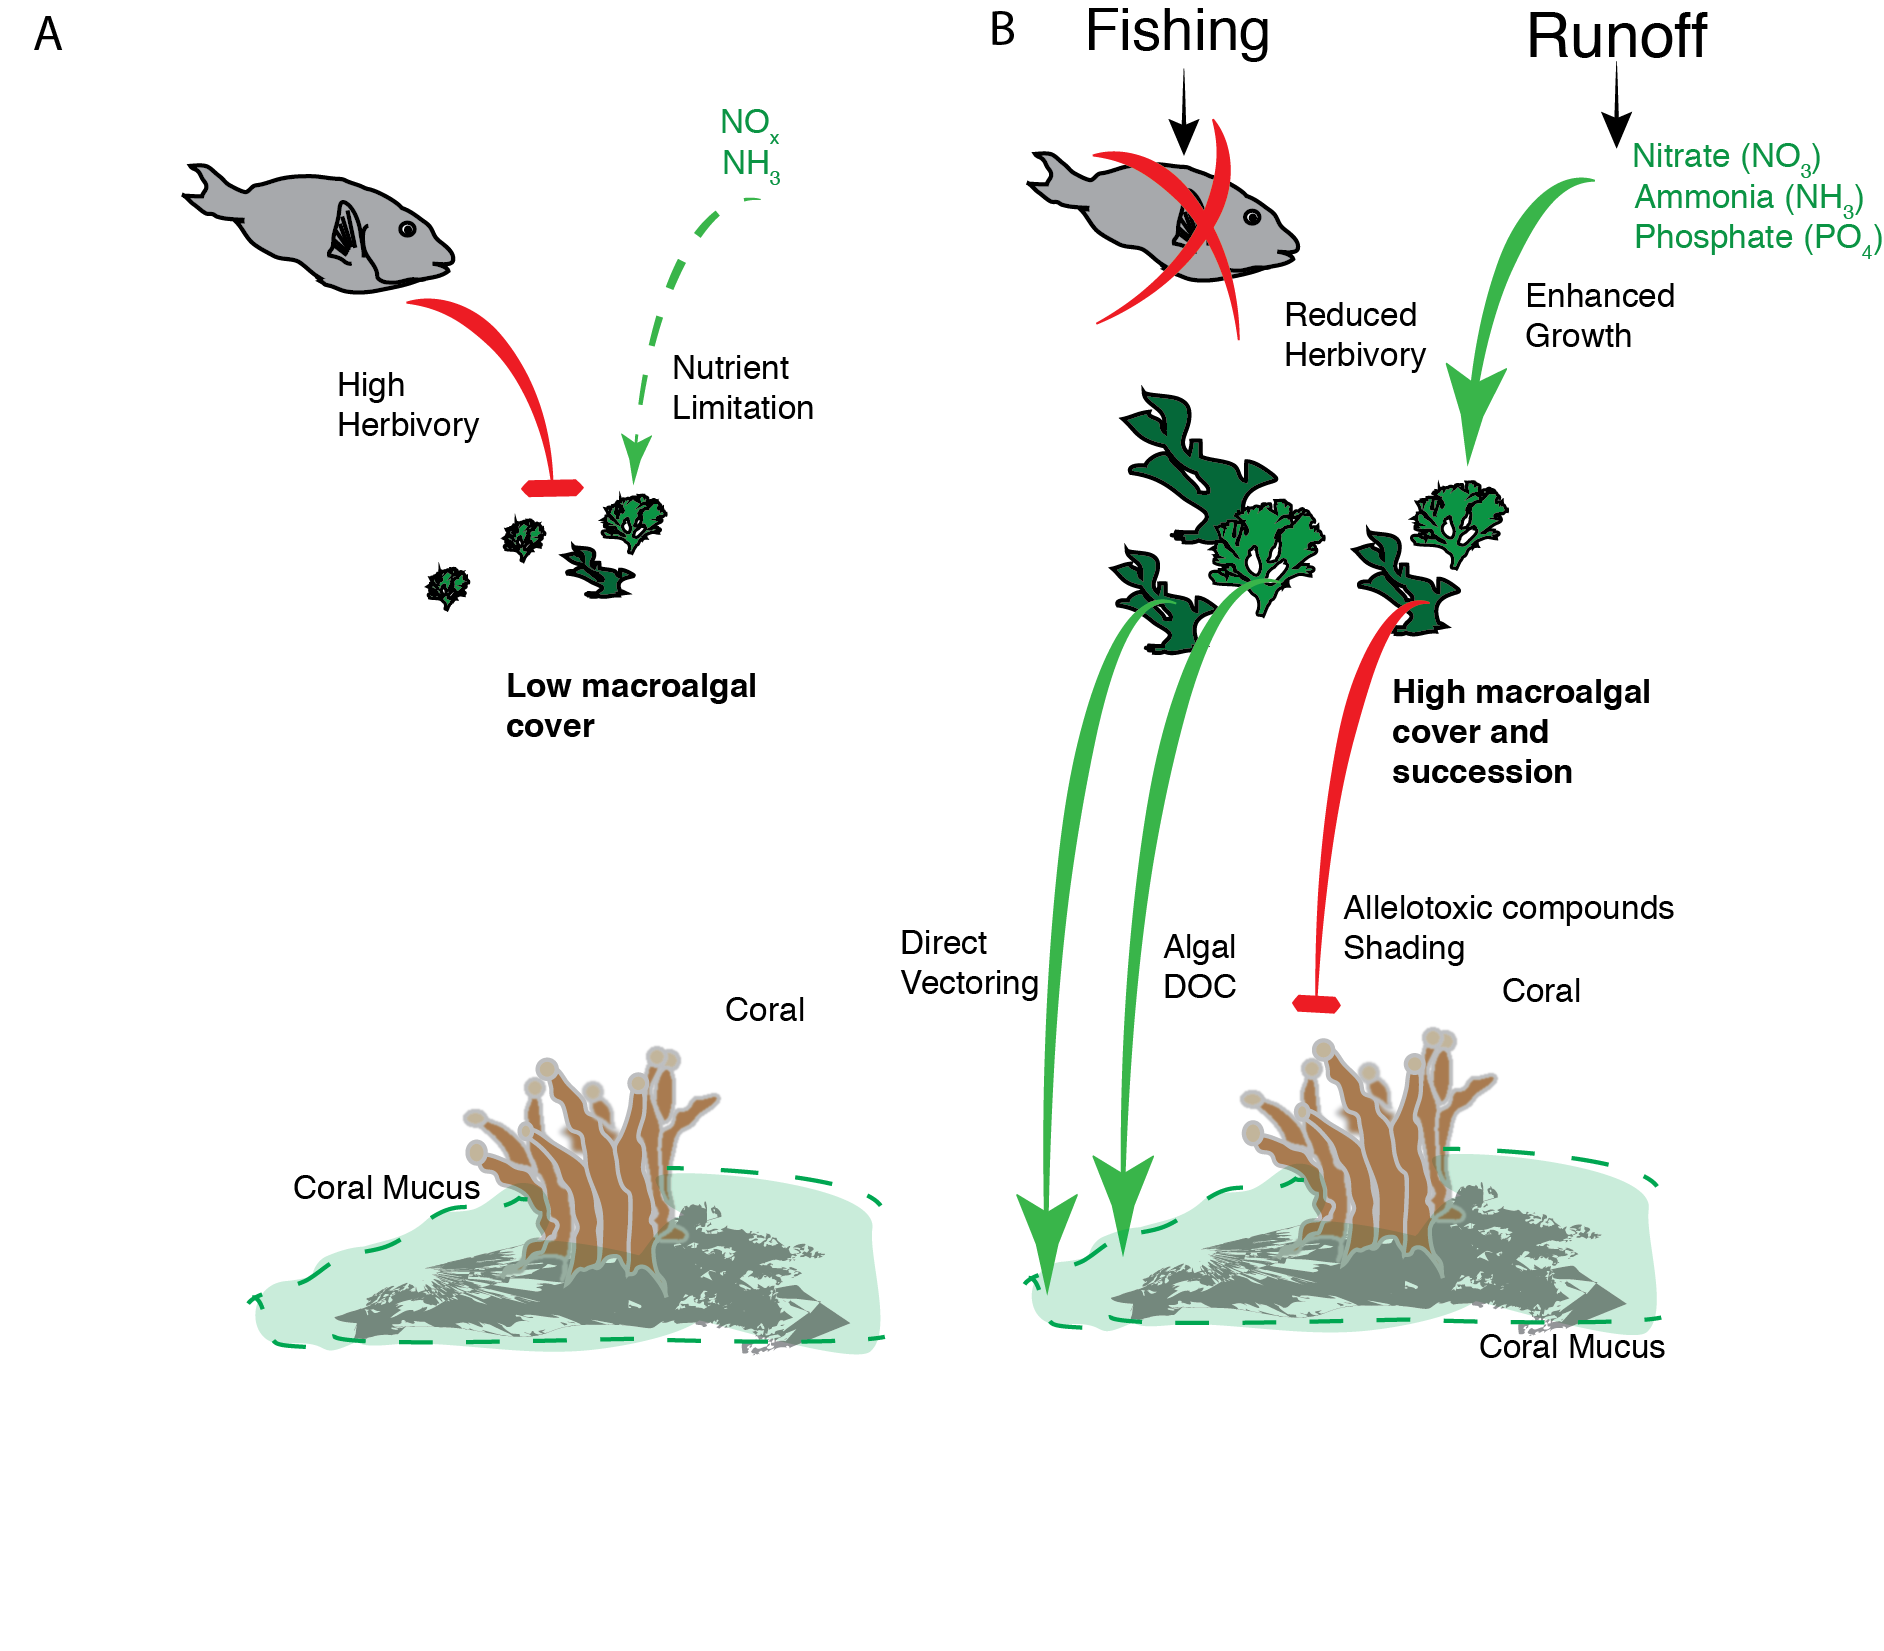 A
NOx
NH3
High
Herbivory
Nutrient
Limitation
Low macroalgal
cover
Coral
Coral Mucus
B
Fishing
Runoff
Nitrate (NO3)
Ammonia (NH3)
Phosphate (PO4)
Enhanced
Growth
Reduced
Herbivory
High macroalgal
cover and
succession
Direct
Vectoring
Algal
DOC
Allelotoxic compounds
Shading
Coral
Coral Mucus